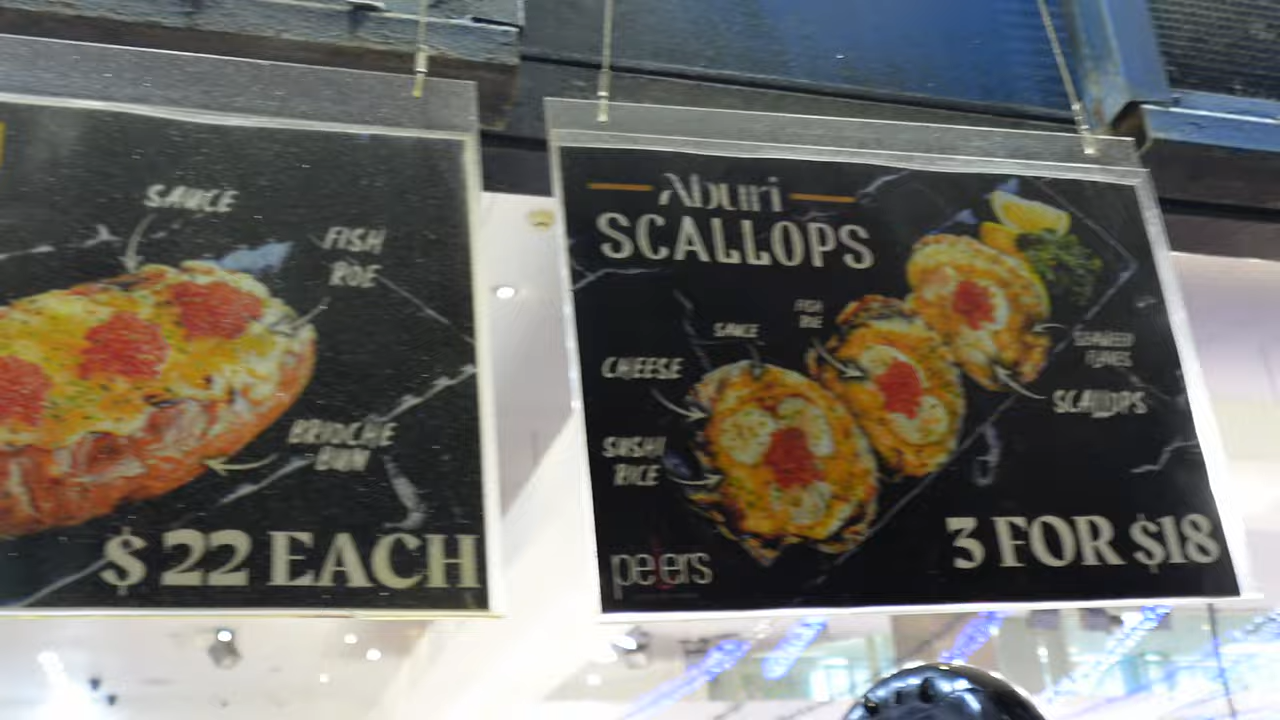 SAUCE
FISH
ROE
BRIOCHE
BUN
$22 EACH
Aburi
SCALLOPS
FISH
ROE
SAUCE
CHEESE
SUSHI
RICE
SEAWEED
FLAKES
SCALLOPS
peters
3 FOR $18